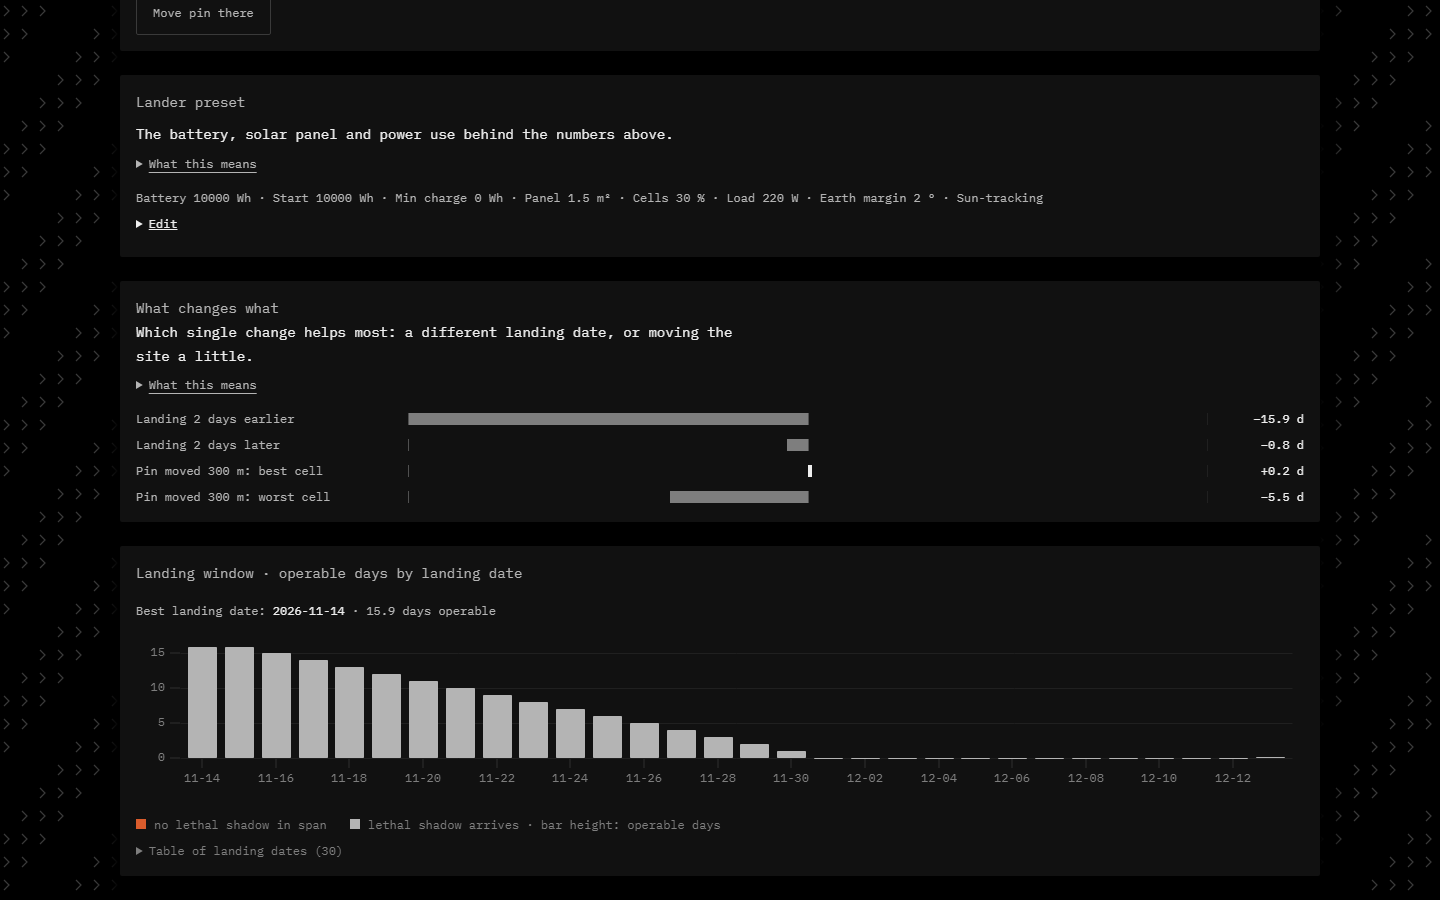 Move pin there
Lander preset
The battery, solar panel and power use behind the numbers above.
What this means
Battery 10000 Wh · Start 10000 Wh · Min charge 0 Wh · Panel 1.5 m² · Cells 30 % · Load 220 W · Earth margin 2 ° · Sun-tracking
Edit
What changes what
Which single change helps most: a different landing date, or moving the
site a little.
What this means
Landing 2 days earlier −15.9 d
Landing 2 days later −0.8 d
Pin moved 300 m: best cell +0.2 d
Pin moved 300 m: worst cell −5.5 d
Landing window · operable days by landing date
Best landing date: 2026-11-14 · 15.9 days operable
15
10
5
0
11-14 11-16 11-18 11-20 11-22 11-24 11-26 11-28 11-30 12-02 12-04 12-06 12-08 12-10 12-12
no lethal shadow in span lethal shadow arrives · bar height: operable days
Table of landing dates (30)